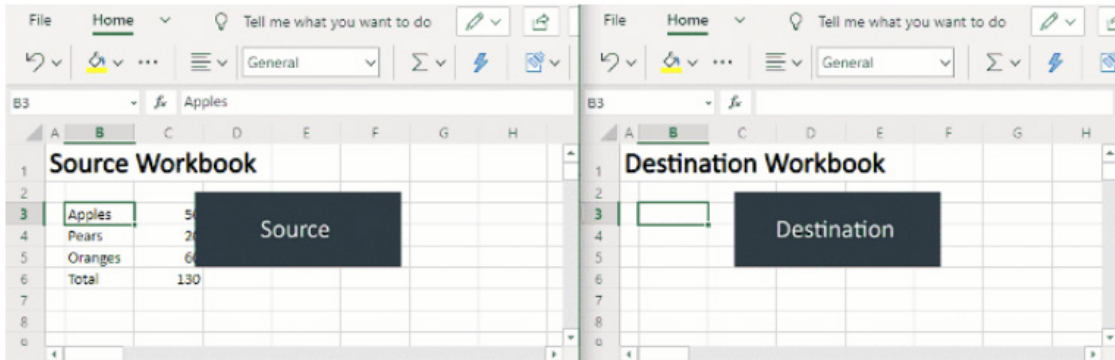 File Home Tell me what you want to do
General
B3 fx Apples
A B C D E F G H
1 Source Workbook
2
3 Apples
4 Pears
5 Oranges
6 Total 130
7
8
Source
File Home Tell me what you want to do
General
B3 fx
A B C D E F G H
1 Destination Workbook
2
3
4
5
6
7
8
Destination